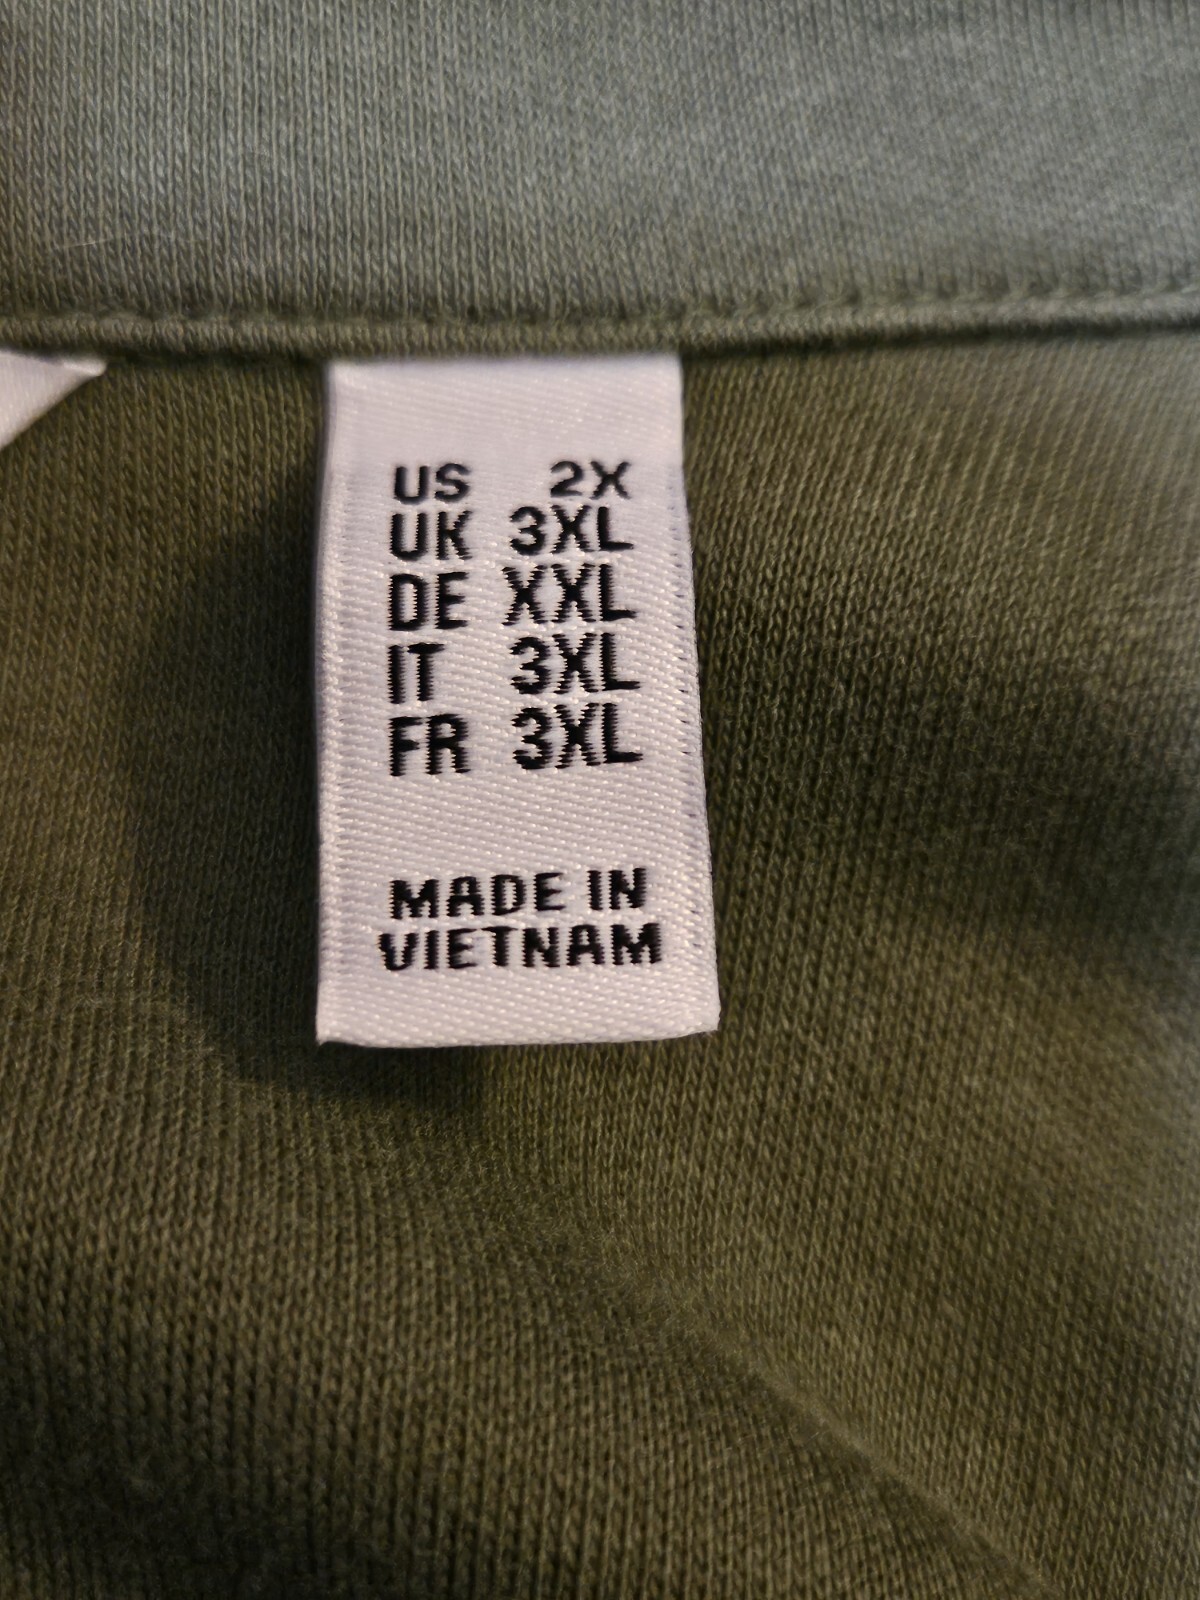 US 2X
UK 3XL
DE XXL
IT 3XL
FR 3XL
MADE IN
VIETNAM